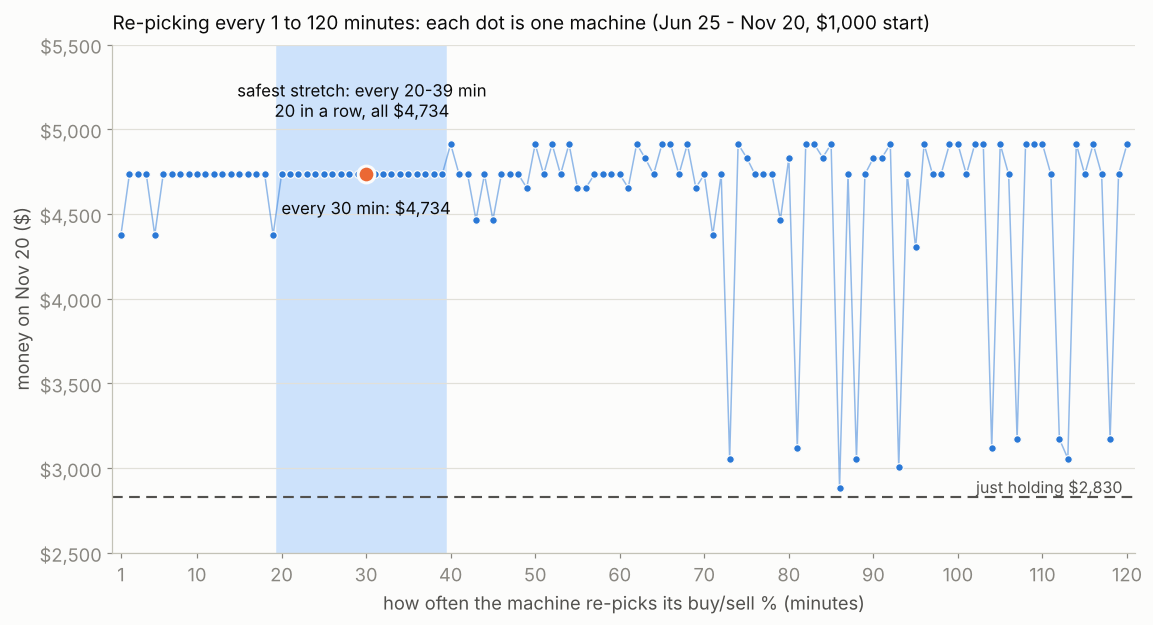 Re-picking every 1 to 120 minutes: each dot is one machine (Jun 25 - Nov 20, $1,000 start)
$5,500
safest stretch: every 20-39 min
20 in a row, all $4,734
$5,000
every 30 min: $4,734
$4,500
$4,000
$3,500
$3,000
just holding $2,830
$2,500
money on Nov 20 ($)
1 10 20 30 40 50 60 70 80 90 100 110 120
how often the machine re-picks its buy/sell % (minutes)